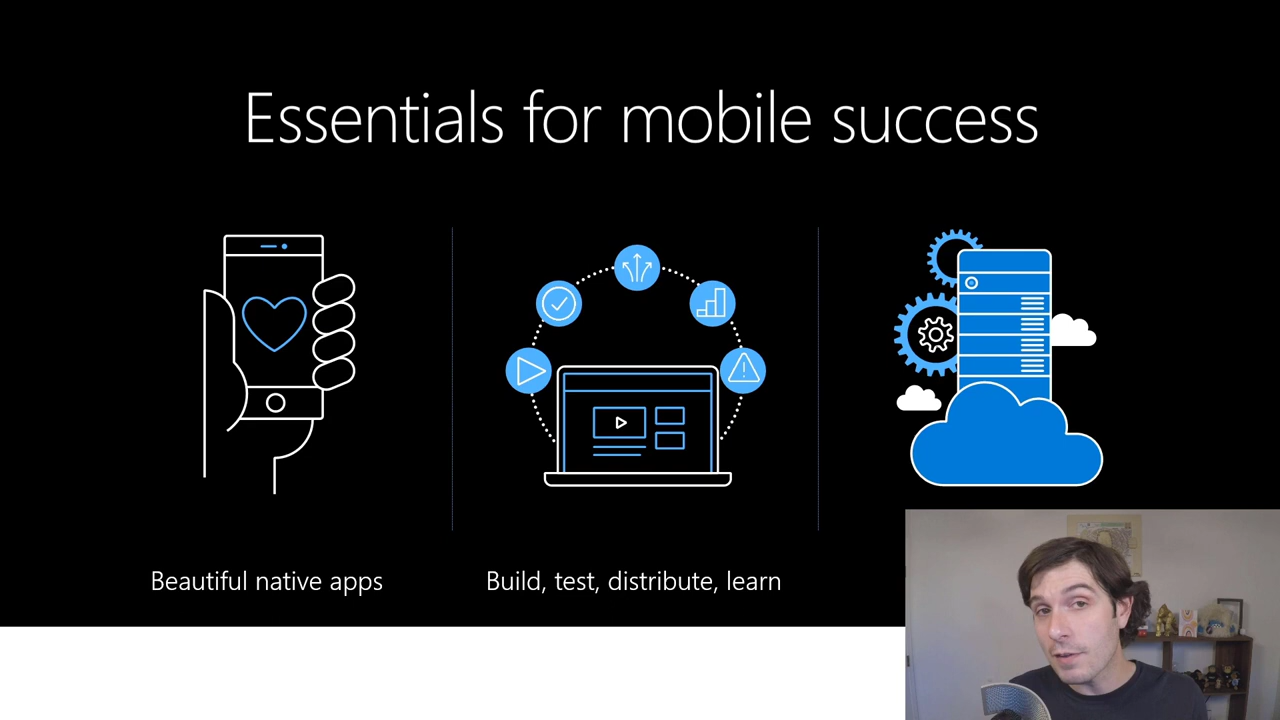 Essentials for mobile success
Beautiful native apps
Build, test, distribute, learn